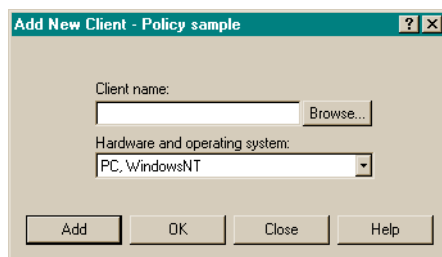 Add New Client - Policy sample
Client name:
Browse...
Hardware and operating system:
PC, WindowsNT
Add OK Close Help